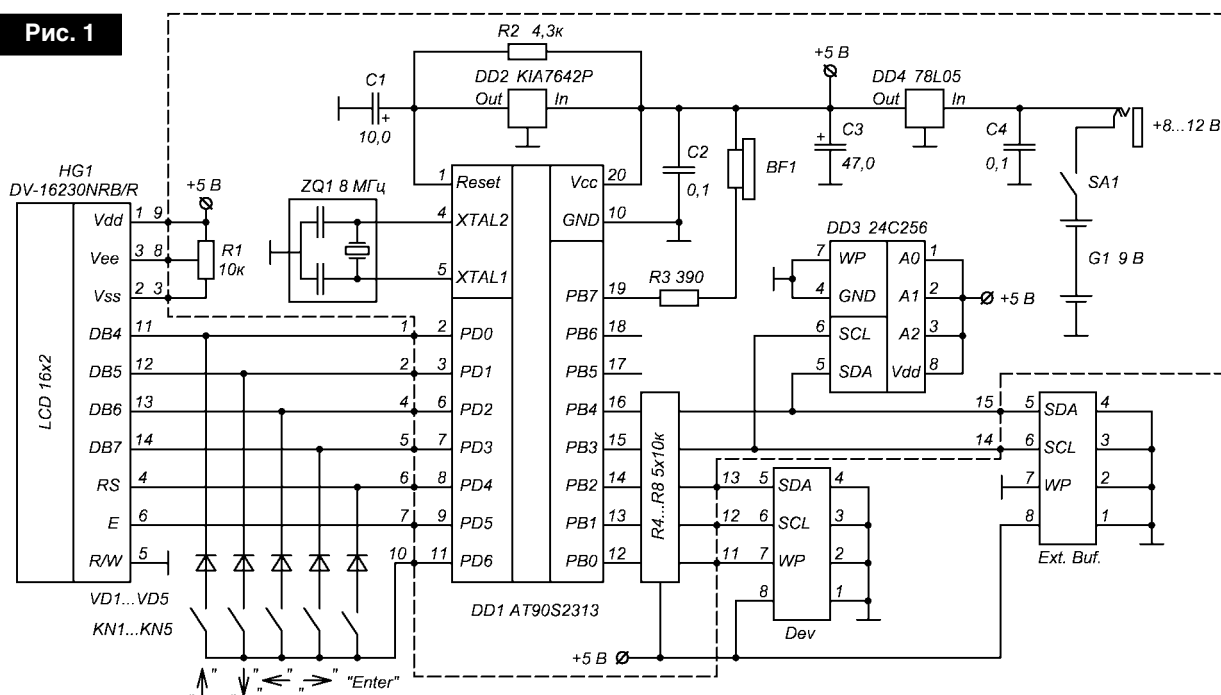 Рис. 1
R2 4,3к
DD2 KIA7642P
Out
In
C1
+
10,0
+5 В
DD4 78L05
Out
In
C2
0,1
BF1
+
C3
47,0
C4
0,1
+8...12 В
SA1
G1 9 В
HG1
DV-16230NRB/R
LCD 16x2
Vdd 1 9
Vee 3 8
Vss 2 3
DB4 11 1
DB5 12 2
DB6 13 4
DB7 14 5
RS 4 6
E 6 7
R/W 5
10
+5 В
R1
10к
ZQ1 8 МГц
1 Reset
4 XTAL2
5 XTAL1
2 PD0
3 PD1
6 PD2
7 PD3
8 PD4
9 PD5
11 PD6
Vcc 20
GND 10
PB7 19
PB6 18
PB5 17
PB4 16
PB3 15
PB2 14
PB1 13
PB0 12
DD1 AT90S2313
R3 390
R4...R8 5x10к
DD3 24C256
7 WP
4 GND
6 SCL
5 SDA
A0 1
A1 2
A2 3
Vdd 8
+5 В
15
14
13
12
11
5 SDA 4
6 SCL 3
7 WP 2
8 1
Dev
5 SDA 4
6 SCL 3
7 WP 2
8 1
Ext. Buf.
VD1...VD5
KN1...KN5
"↑" "↓" "←" "→" "Enter"
+5 В